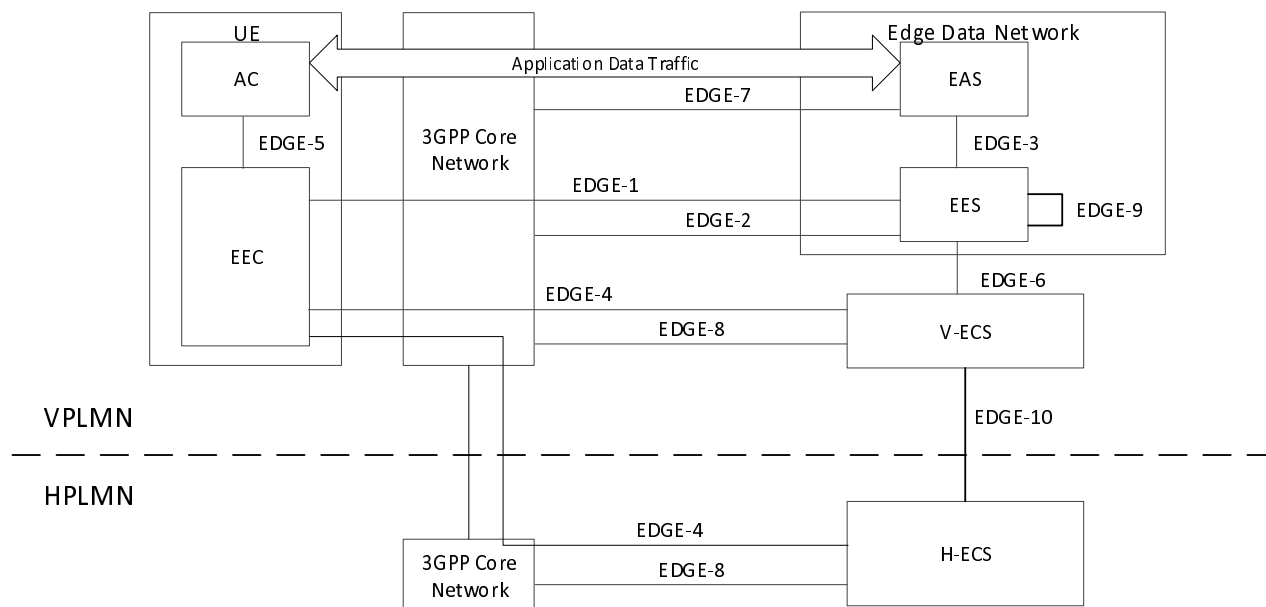 UE
Edge Data Network
AC
Application Data Traffic
EAS
EDGE-7
EDGE-5
3GPP Core
Network
EDGE-3
EDGE-1
EES
EDGE-9
EDGE-2
EEC
EDGE-6
EDGE-4
EDGE-8
V-ECS
VPLMN
EDGE-10
HPLMN
EDGE-4
H-ECS
3GPP Core
Network
EDGE-8